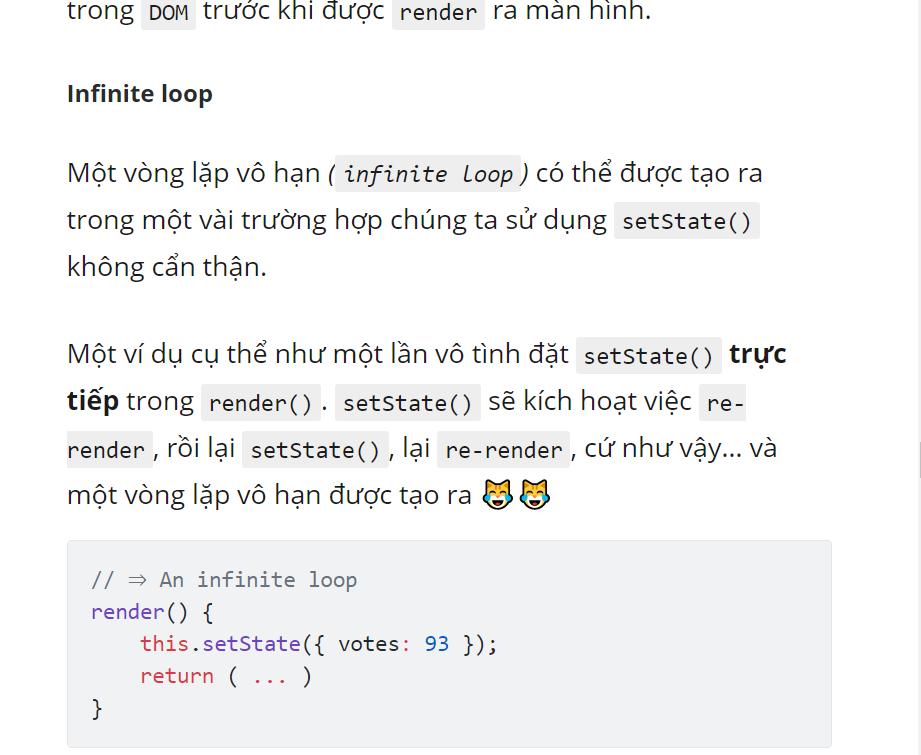 trong DOM trước khi được render ra màn hình.
Infinite loop
Một vòng lặp vô hạn (infinite loop) có thể được tạo ra
trong một vài trường hợp chúng ta sử dụng setState()
không cẩn thận.
Một ví dụ cụ thể như một lần vô tình đặt setState() trực
tiếp trong render(). setState() sẽ kích hoạt việc re-
render, rồi lại setState(), lại re-render, cứ như vậy... và
một vòng lặp vô hạn được tạo ra 😹😹
// ⇒ An infinite loop
render() {
    this.setState({ votes: 93 });
    return ( ... )
}